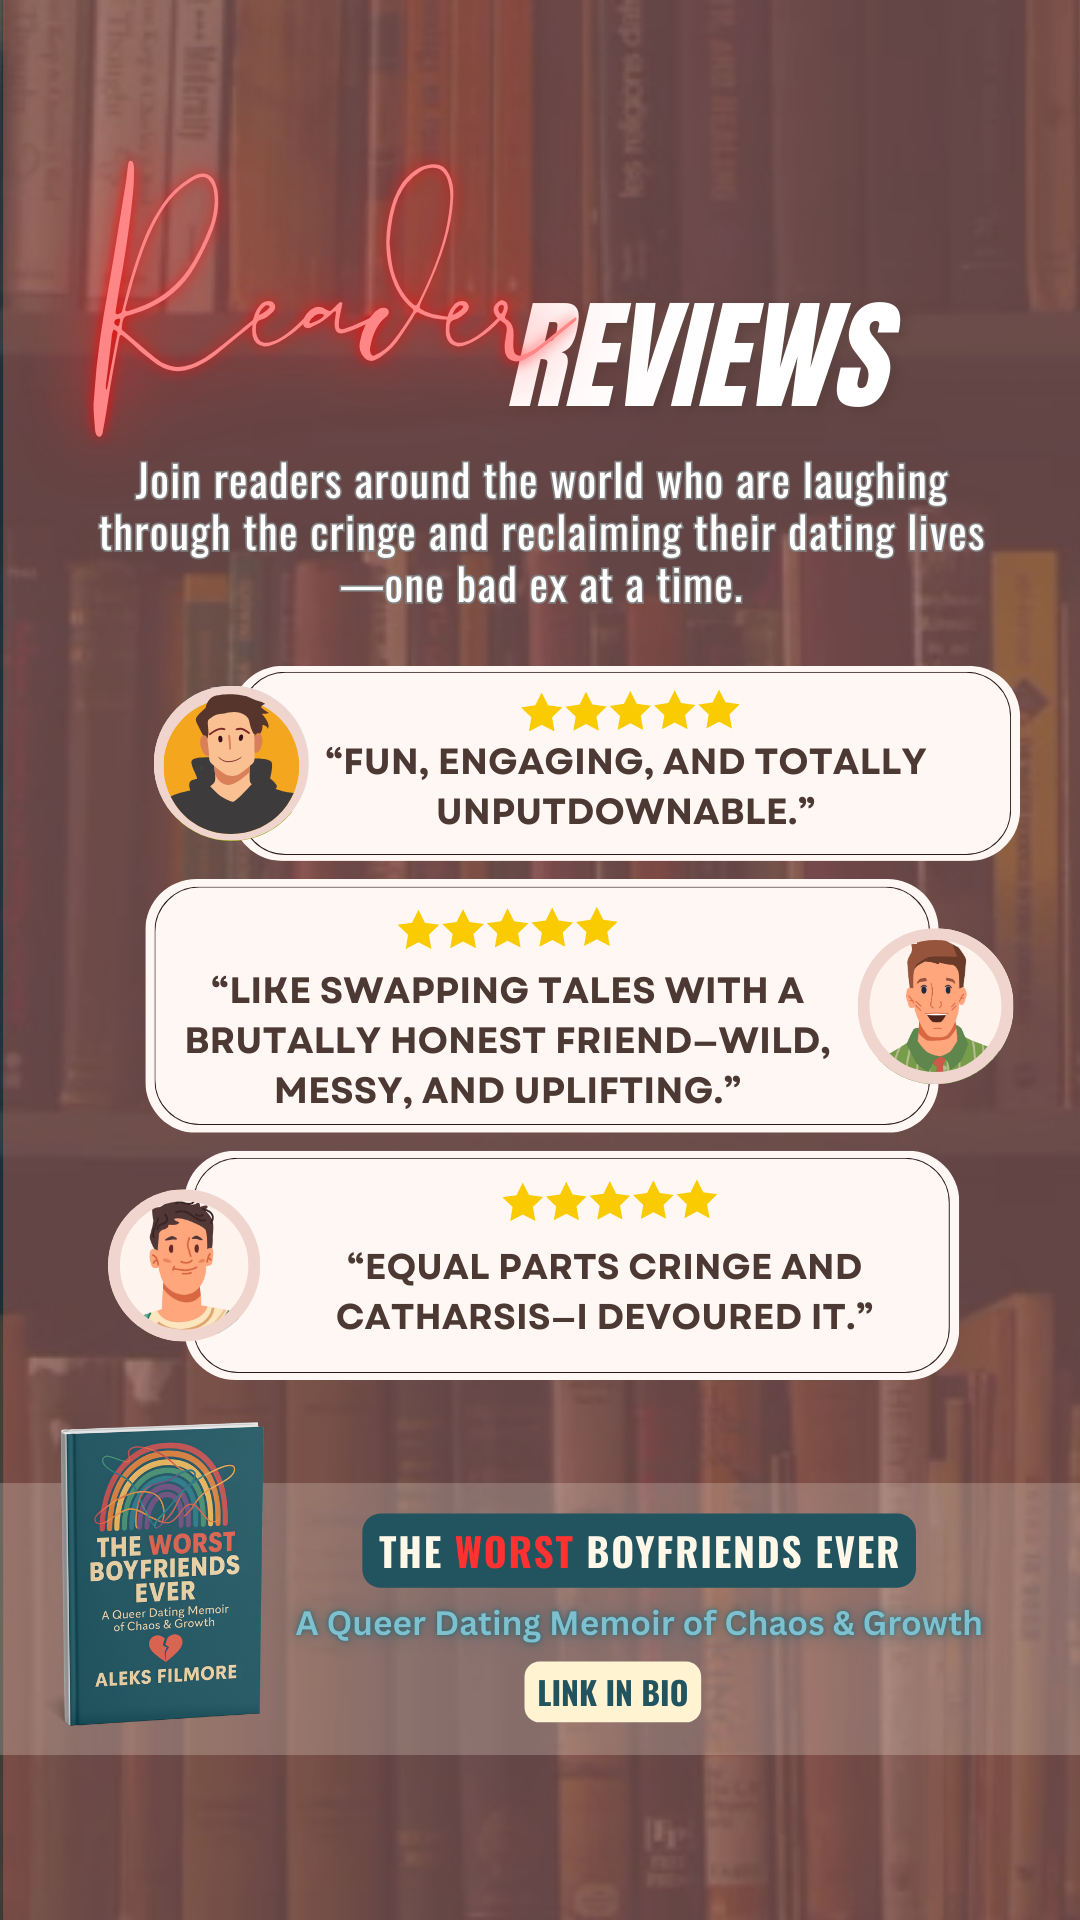 Reader REVIEWS
Join readers around the world who are laughing
through the cringe and reclaiming their dating lives
—one bad ex at a time.
“FUN, ENGAGING, AND TOTALLY
UNPUTDOWNABLE.”
“LIKE SWAPPING TALES WITH A
BRUTALLY HONEST FRIEND—WILD,
MESSY, AND UPLIFTING.”
“EQUAL PARTS CRINGE AND
CATHARSIS—I DEVOURED IT.”
THE WORST
BOYFRIENDS
EVER
A Queer Dating Memoir
of Chaos & Growth
ALEKS FILMORE
THE WORST BOYFRIENDS EVER
A Queer Dating Memoir of Chaos & Growth
LINK IN BIO